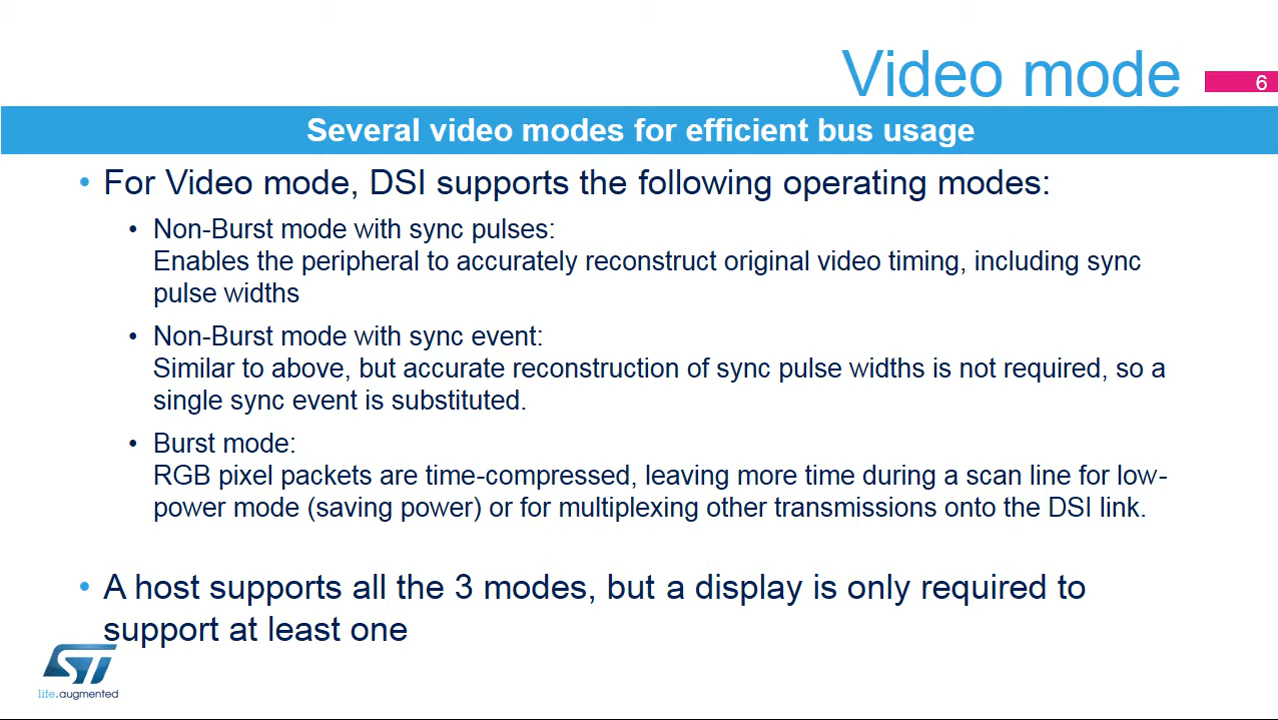 Video mode
6
Several video modes for efficient bus usage
• For Video mode, DSI supports the following operating modes:
• Non-Burst mode with sync pulses:
Enables the peripheral to accurately reconstruct original video timing, including sync
pulse widths
• Non-Burst mode with sync event:
Similar to above, but accurate reconstruction of sync pulse widths is not required, so a
single sync event is substituted.
• Burst mode:
RGB pixel packets are time-compressed, leaving more time during a scan line for low-
power mode (saving power) or for multiplexing other transmissions onto the DSI link.
• A host supports all the 3 modes, but a display is only required to
support at least one
ST
life.augmented